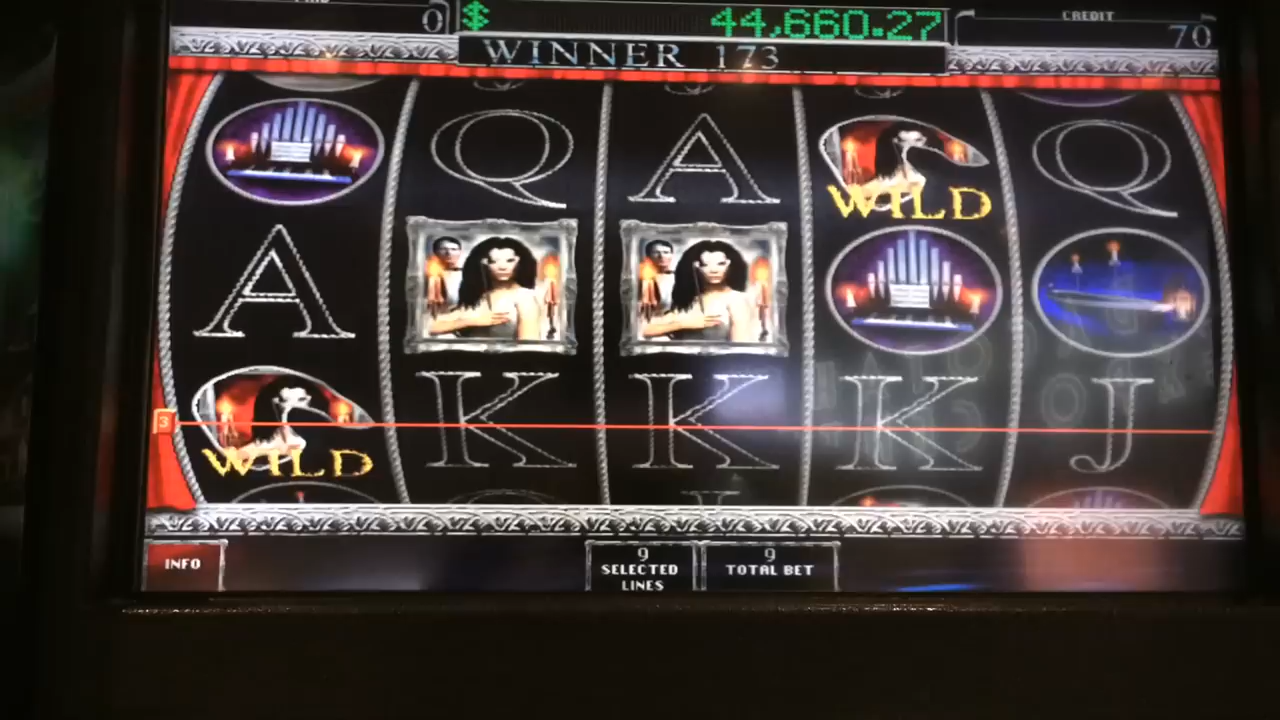 0
$ 44,660.27
CREDIT
70
WINNER 173
Q A WILD Q
A
WILD K K K J
3
INFO
9
SELECTED
LINES
9
TOTAL BET